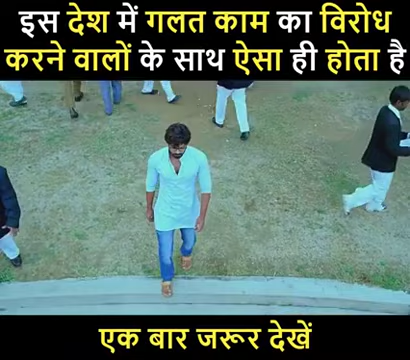 इस देश में गलत काम का विरोध
करने वालों के साथ ऐसा ही होता है
एक बार जरूर देखें